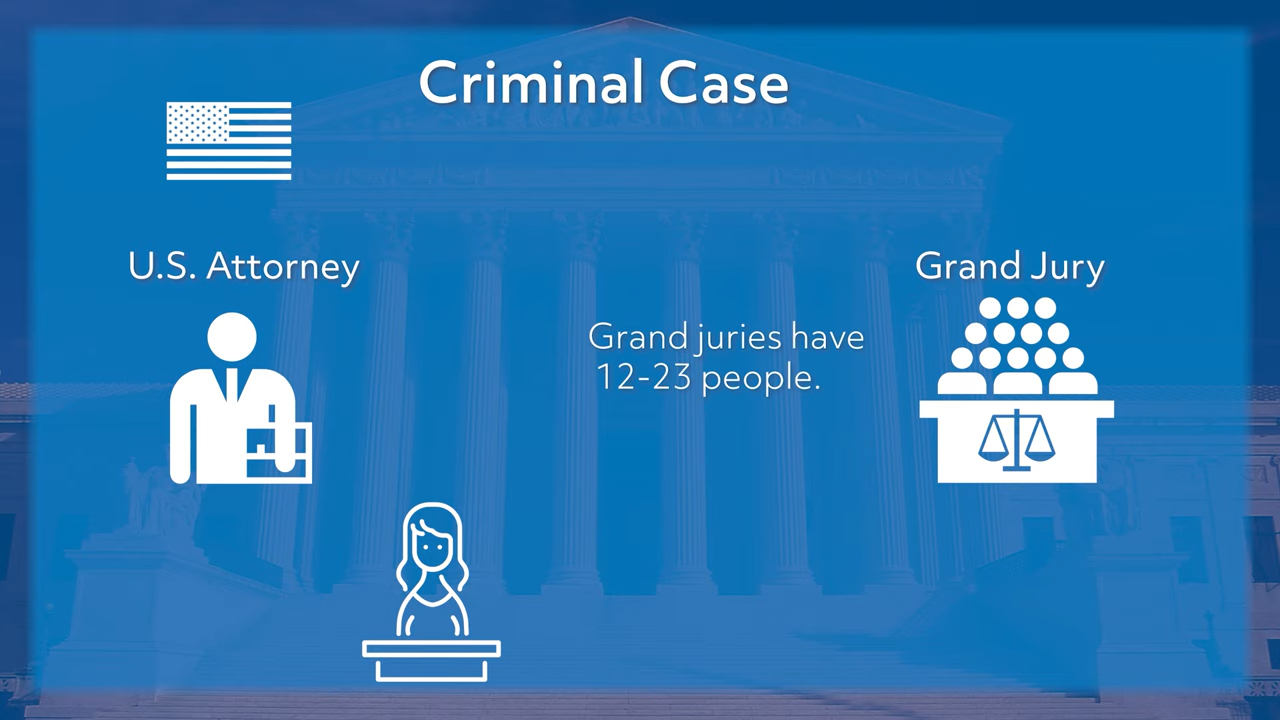 Criminal Case
U.S. Attorney
Grand Jury
Grand juries have
12-23 people.